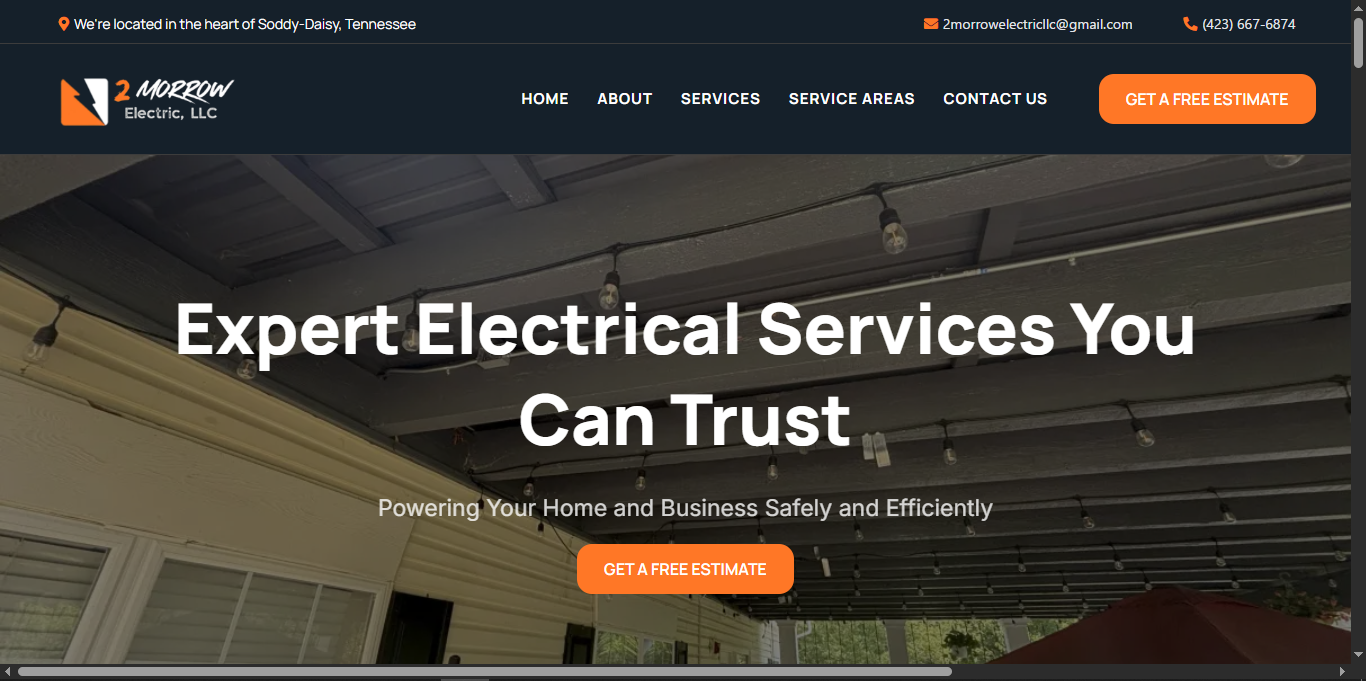 We're located in the heart of Soddy-Daisy, Tennessee
2morrowelectricllc@gmail.com
(423) 667-6874
2 MORROW
Electric, LLC
HOME
ABOUT
SERVICES
SERVICE AREAS
CONTACT US
GET A FREE ESTIMATE
Expert Electrical Services You
Can Trust
Powering Your Home and Business Safely and Efficiently
GET A FREE ESTIMATE